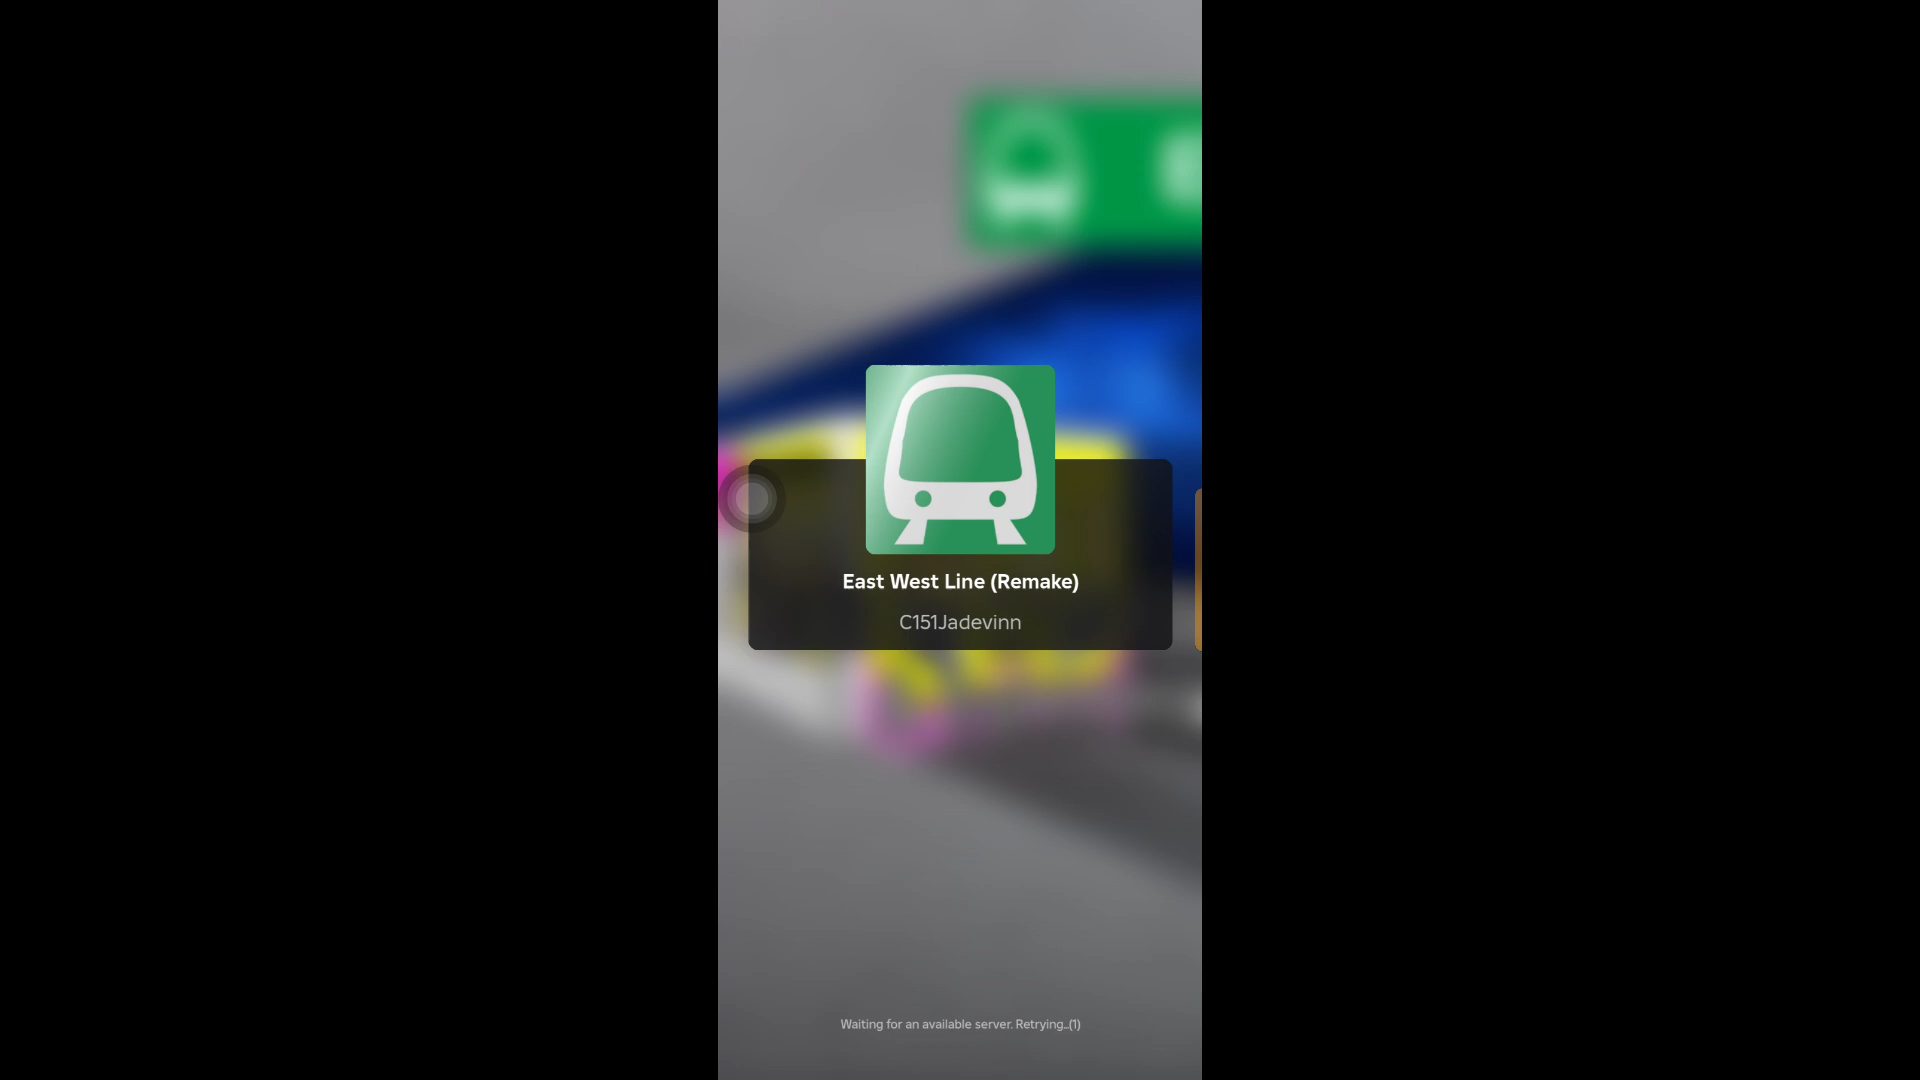 East West Line (Remake)
C151Jadevinn
Waiting for an available server. Retrying...(1)